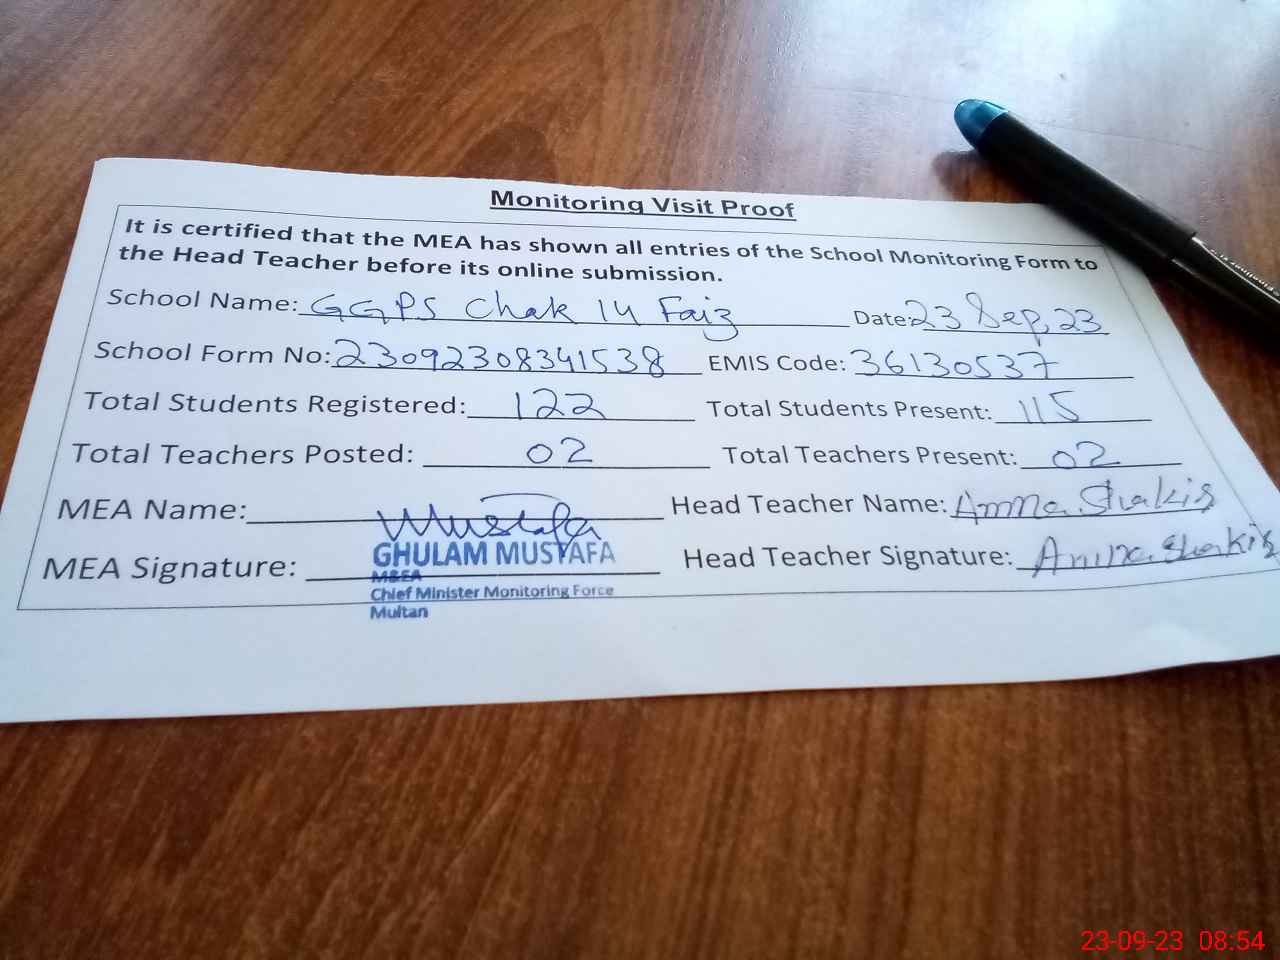 Monitoring Visit Proof
It is certified that the MEA has shown all entries of the School Monitoring Form to
the Head Teacher before its online submission.
School Name: GGPS Chak 14 Faiz Date: 23 Sep, 23
School Form No: 23092308341538 EMIS Code: 36130537
Total Students Registered: 122 Total Students Present: 115
Total Teachers Posted: 02 Total Teachers Present: 02
MEA Name: Mustafa Head Teacher Name: Amna Shakir
GHULAM MUSTAFA
MEA Signature: Head Teacher Signature: Amna Shakir
M&EA
Chief Minister Monitoring Force
Multan
23-09-23 08:54